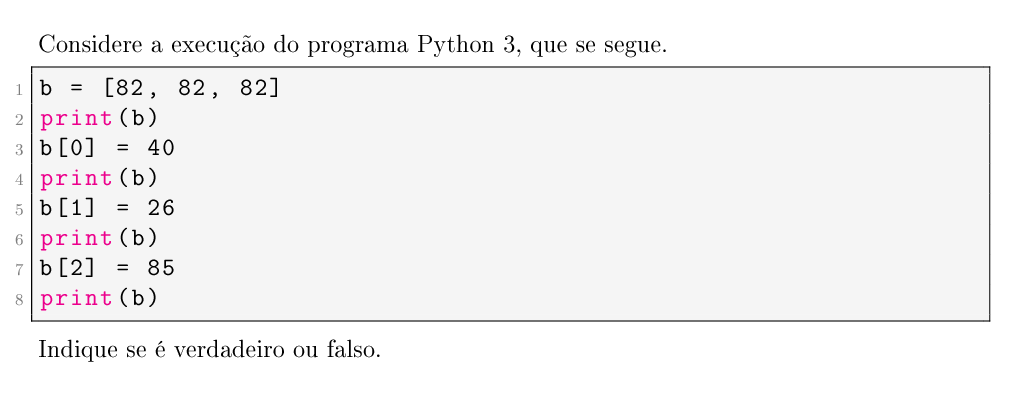 Considere a execução do programa Python 3, que se segue.
1 b = [82, 82, 82]
2 print(b)
3 b[0] = 40
4 print(b)
5 b[1] = 26
6 print(b)
7 b[2] = 85
8 print(b)
Indique se é verdadeiro ou falso.